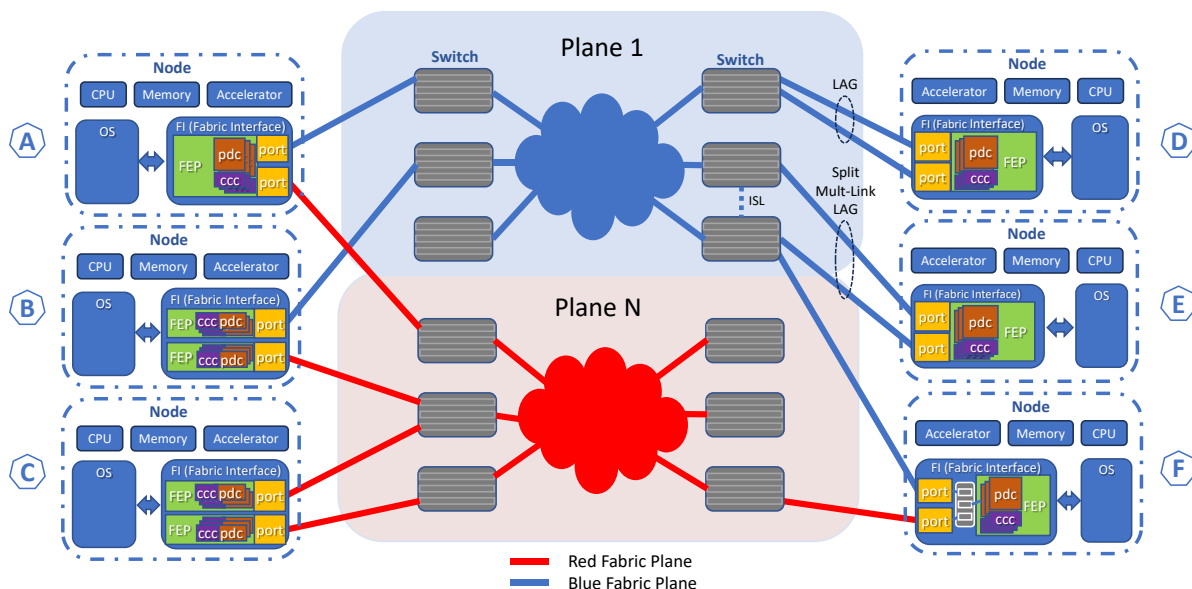 Plane 1
Switch
Switch
LAG
Split
Mult-Link
LAG
ISL
Plane N
A
Node
CPU
Memory
Accelerator
OS
FI (Fabric Interface)
FEP
pdc
ccc
port
port
B
Node
CPU
Memory
Accelerator
OS
FI (Fabric Interface)
FEP
ccc
pdc
port
FEP
ccc
pdc
port
C
Node
CPU
Memory
Accelerator
OS
FI (Fabric Interface)
FEP
ccc
pdc
port
FEP
ccc
pdc
port
D
Node
Accelerator
Memory
CPU
FI (Fabric Interface)
OS
port
port
pdc
ccc
FEP
E
Node
Accelerator
Memory
CPU
FI (Fabric Interface)
OS
port
port
pdc
ccc
FEP
F
Node
Accelerator
Memory
CPU
FI (Fabric Interface)
OS
port
port
pdc
ccc
FEP
Red Fabric Plane
Blue Fabric Plane